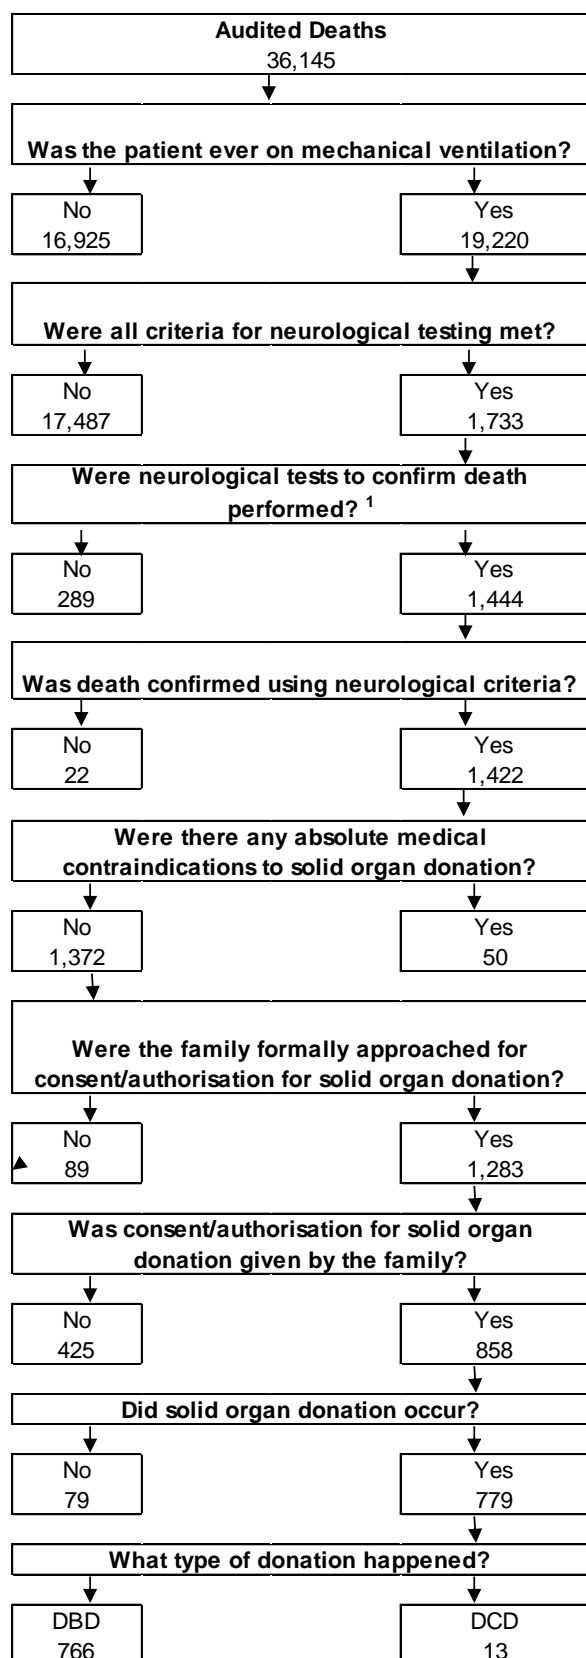 Audited Deaths
36,145
Was the patient ever on mechanical ventilation?
No
16,925
Yes
19,220
Were all criteria for neurological testing met?
No
17,487
Yes
1,733
Were neurological tests to confirm death
performed? 1
No
289
Yes
1,444
Was death confirmed using neurological criteria?
No
22
Yes
1,422
Were there any absolute medical
contraindications to solid organ donation?
No
1,372
Yes
50
Were the family formally approached for
consent/authorisation for solid organ donation?
No
89
Yes
1,283
Was consent/authorisation for solid organ
donation given by the family?
No
425
Yes
858
Did solid organ donation occur?
No
79
Yes
779
What type of donation happened?
DBD
766
DCD
13